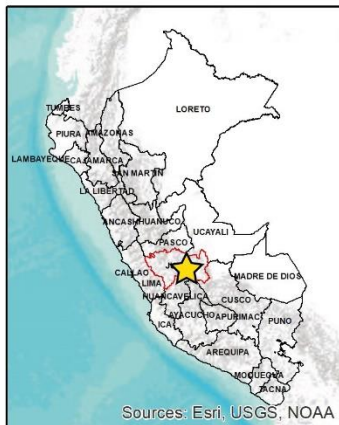 LORETO
TUMBES
PIURA
AMAZONAS
LAMBAYEQUE
CAJAMARCA
SAN MARTIN
LA LIBERTAD
ANCASH
HUANUCO
UCAYALI
PASCO
CALLAO
LIMA
MADRE DE DIOS
HUANCAVELICA
CUSCO
AYACUCHO
APURIMAC
ICA
PUNO
AREQUIPA
MOQUEGUA
TACNA
Sources: Esri, USGS, NOAA